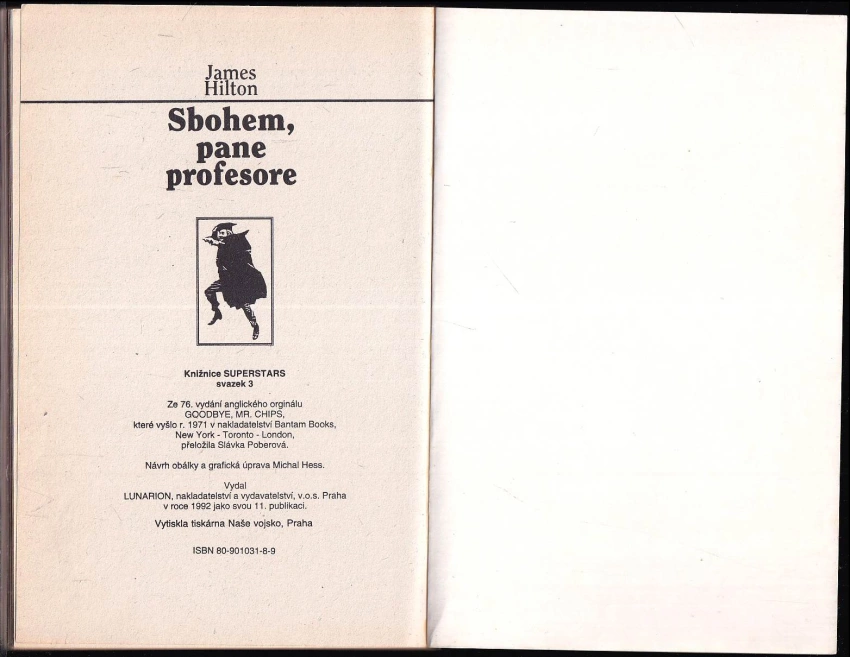 James
Hilton
Sbohem,
pane
profesore
Knižnice SUPERSTARS
svazek 3
Ze 76. vydání anglického orginálu
GOODBYE, MR. CHIPS,
které vyšlo r. 1971 v nakladatelství Bantam Books,
New York - Toronto - London,
přeložila Slávka Poberová.
Návrh obálky a grafická úprava Michal Hess.
Vydal
LUNARION, nakladatelství a vydavatelství, v.o.s. Praha
v roce 1992 jako svou 11. publikaci.
Vytiskla tiskárna Naše vojsko, Praha
ISBN 80-901031-8-9